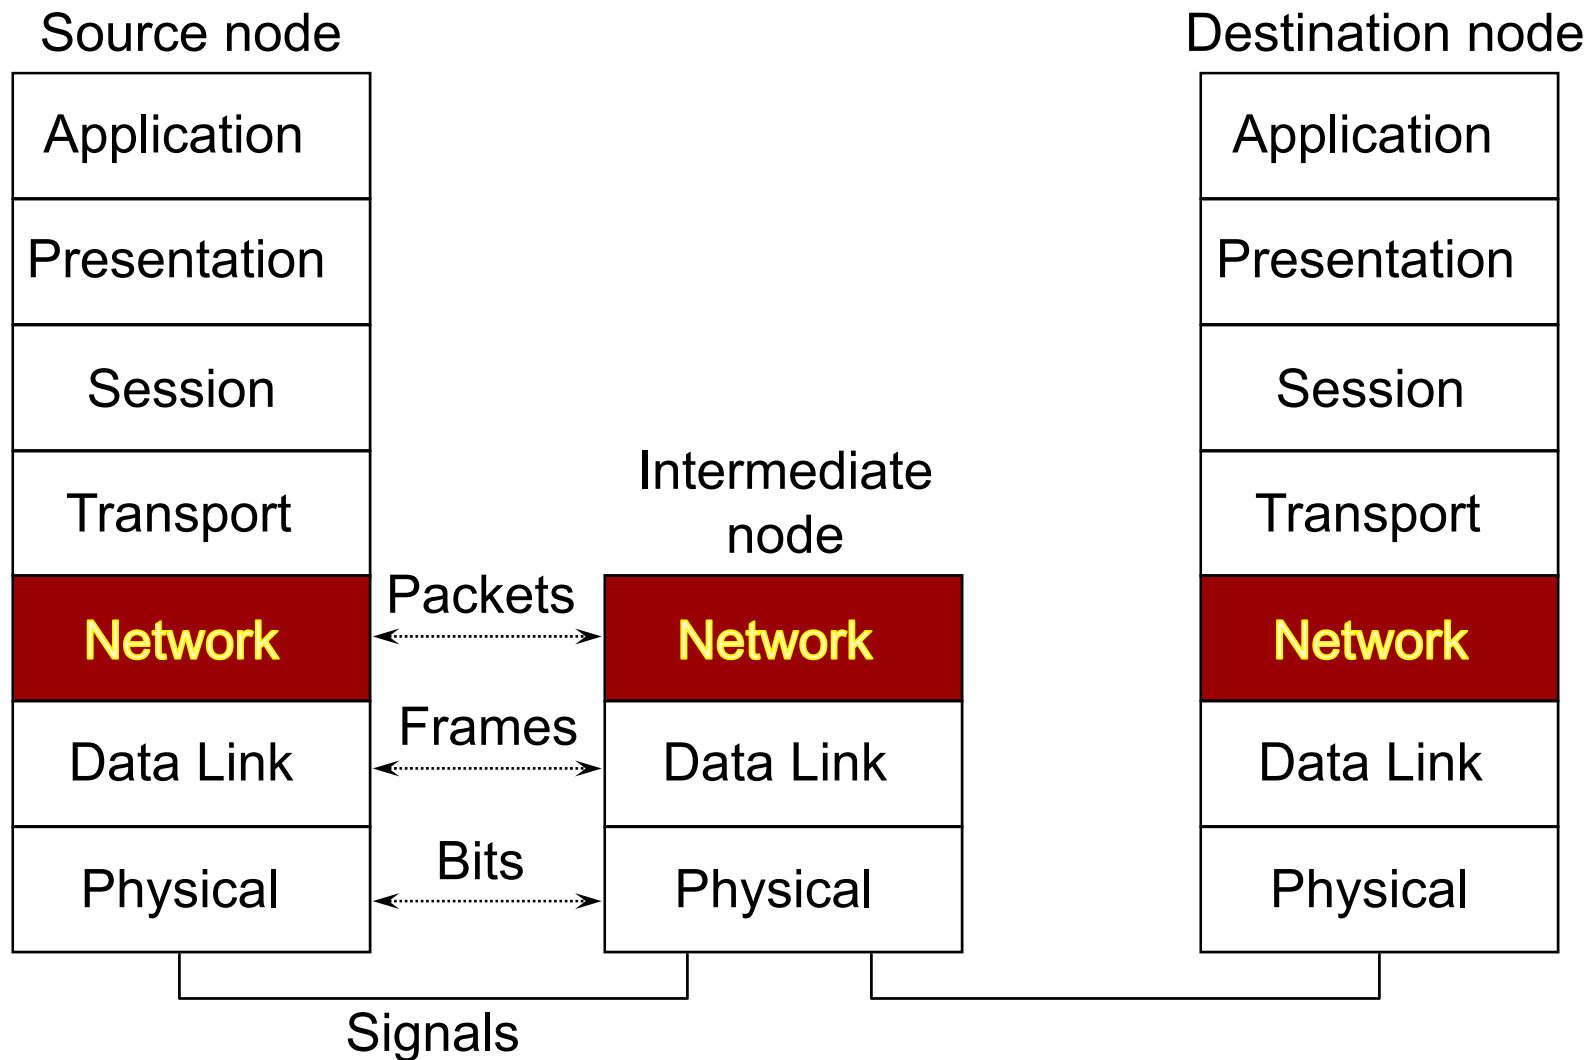 Source node
Application
Presentation
Session
Transport
Network
Data Link
Physical
Packets
Frames
Bits
Signals
Intermediate
node
Network
Data Link
Physical
Destination node
Application
Presentation
Session
Transport
Network
Data Link
Physical